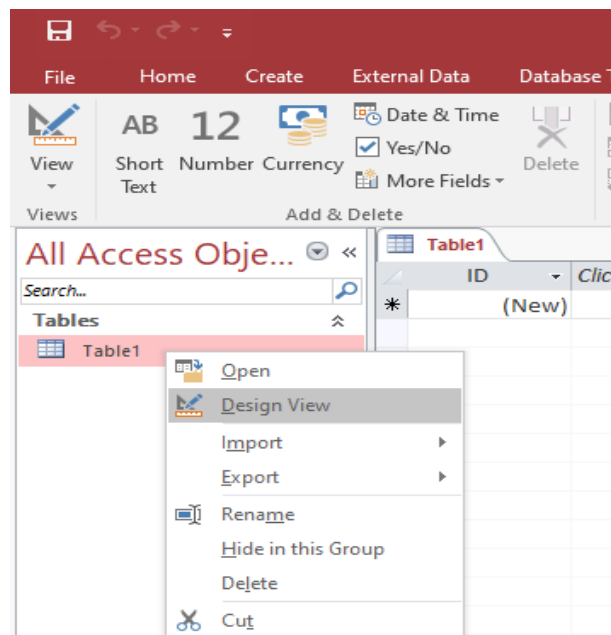 File Home Create External Data Database
AB 12 Date & Time
Yes/No
View Short Text Number Currency More Fields Delete
Views Add & Delete
All Access Obje... « Table1
Search... ID Clic
Tables (New)
Table1
Open
Design View
Import
Export
Rename
Hide in this Group
Delete
Cut